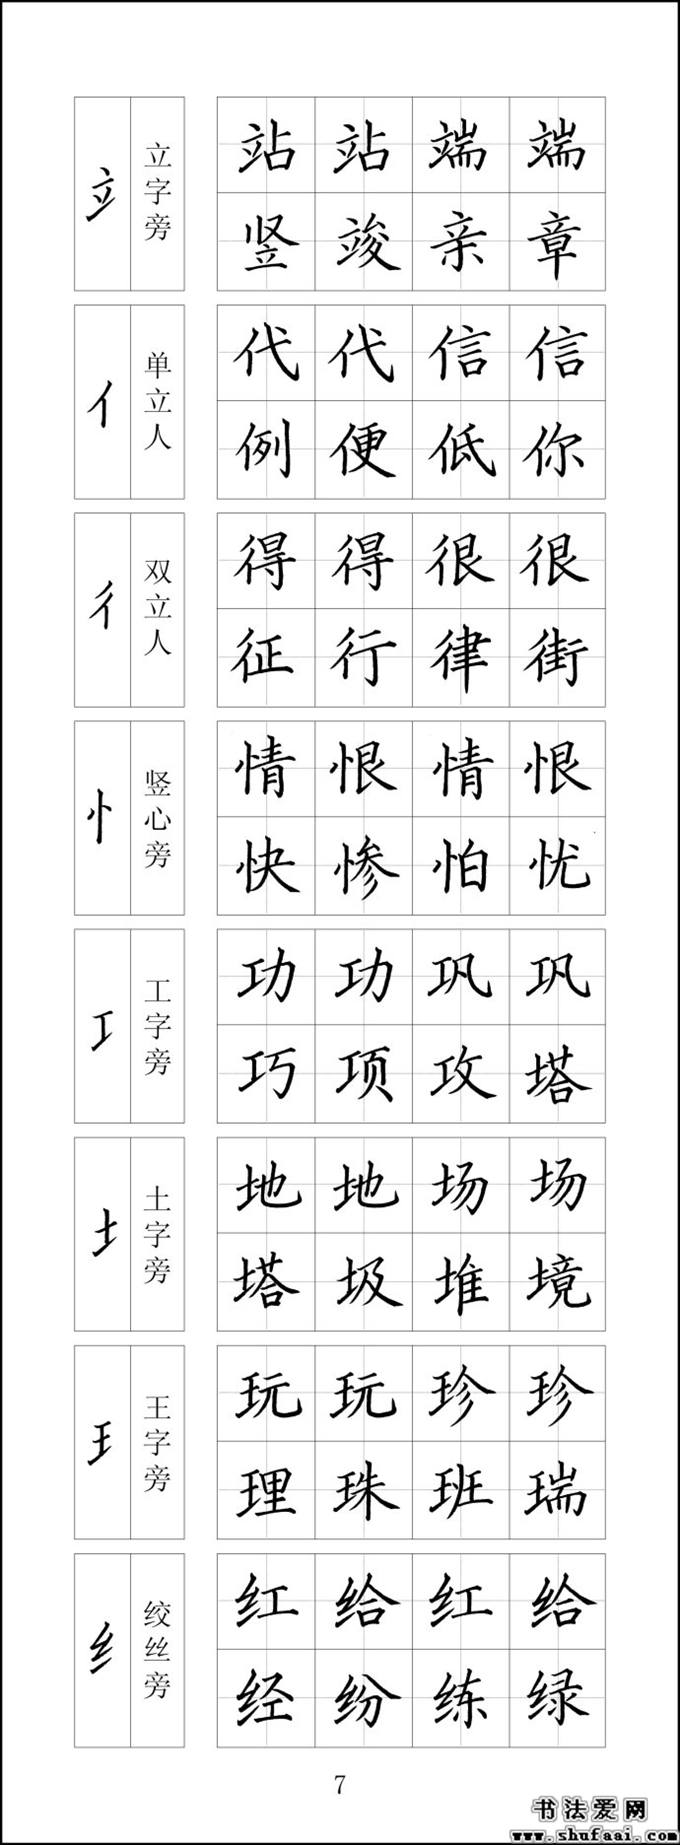 立字旁
站站端端
竖竣亲章
亻
单立人
代代信信
例便低你
彳
双立人
得得很很
征行律街
忄
竖心旁
情恨情恨
快惨怕忧
工
工字旁
功功巩巩
巧项攻塔
土
土字旁
地地场场
塔圾堆境
王
王字旁
玩玩珍珍
理珠班瑞
纟
绞丝旁
红给红给
经纷练绿
7
书法爱网
www.shufaai.com